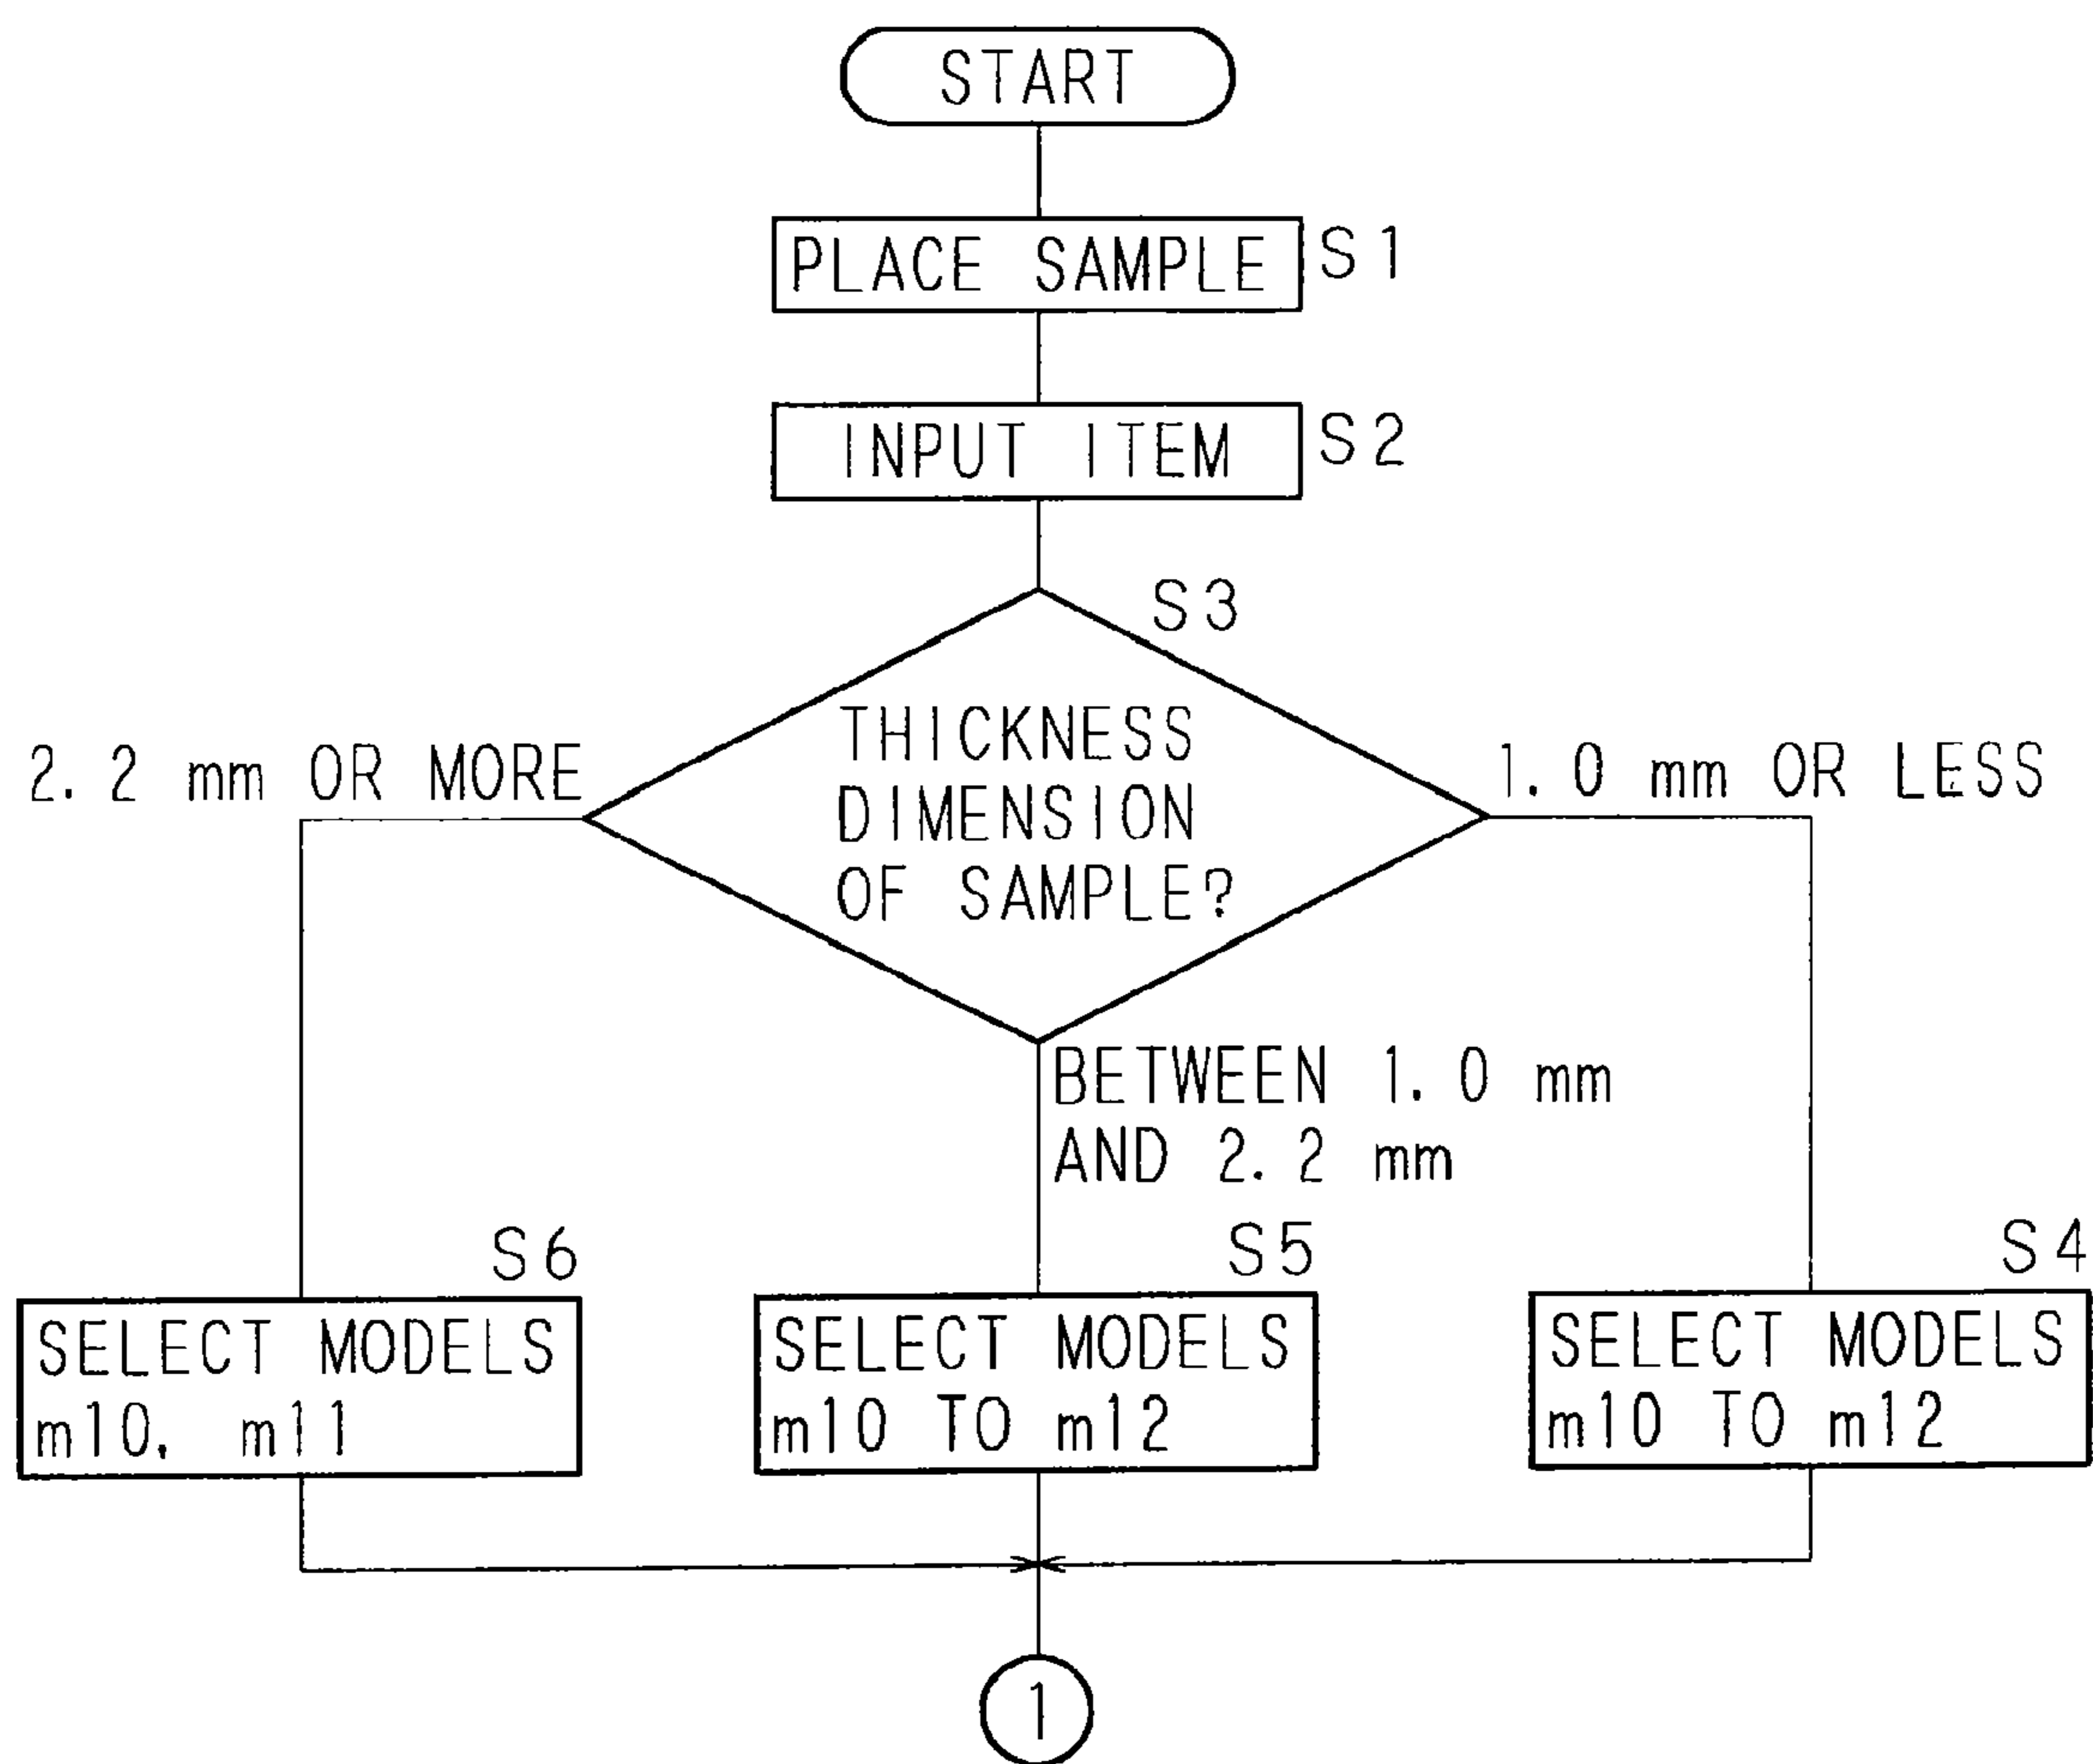 START
PLACE SAMPLE
S1
INPUT ITEM
S2
S3
THICKNESS
DIMENSION
OF SAMPLE?
2.2 mm OR MORE
1.0 mm OR LESS
BETWEEN 1.0 mm
AND 2.2 mm
S6
SELECT MODELS
m10, m11
S5
SELECT MODELS
m10 TO m12
S4
SELECT MODELS
m10 TO m12
1